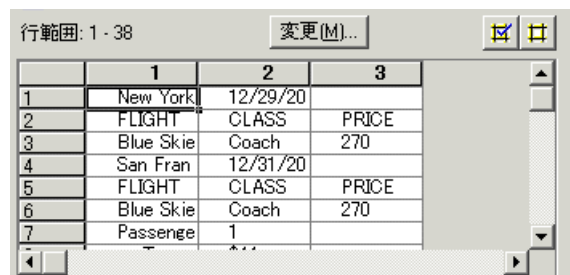 行範囲: 1 - 38 変更(M)...
1 2 3
1 New York 12/29/20
2 FLIGHT CLASS PRICE
3 Blue Skie Coach 270
4 San Fran 12/31/20
5 FLIGHT CLASS PRICE
6 Blue Skie Coach 270
7 Passenge 1